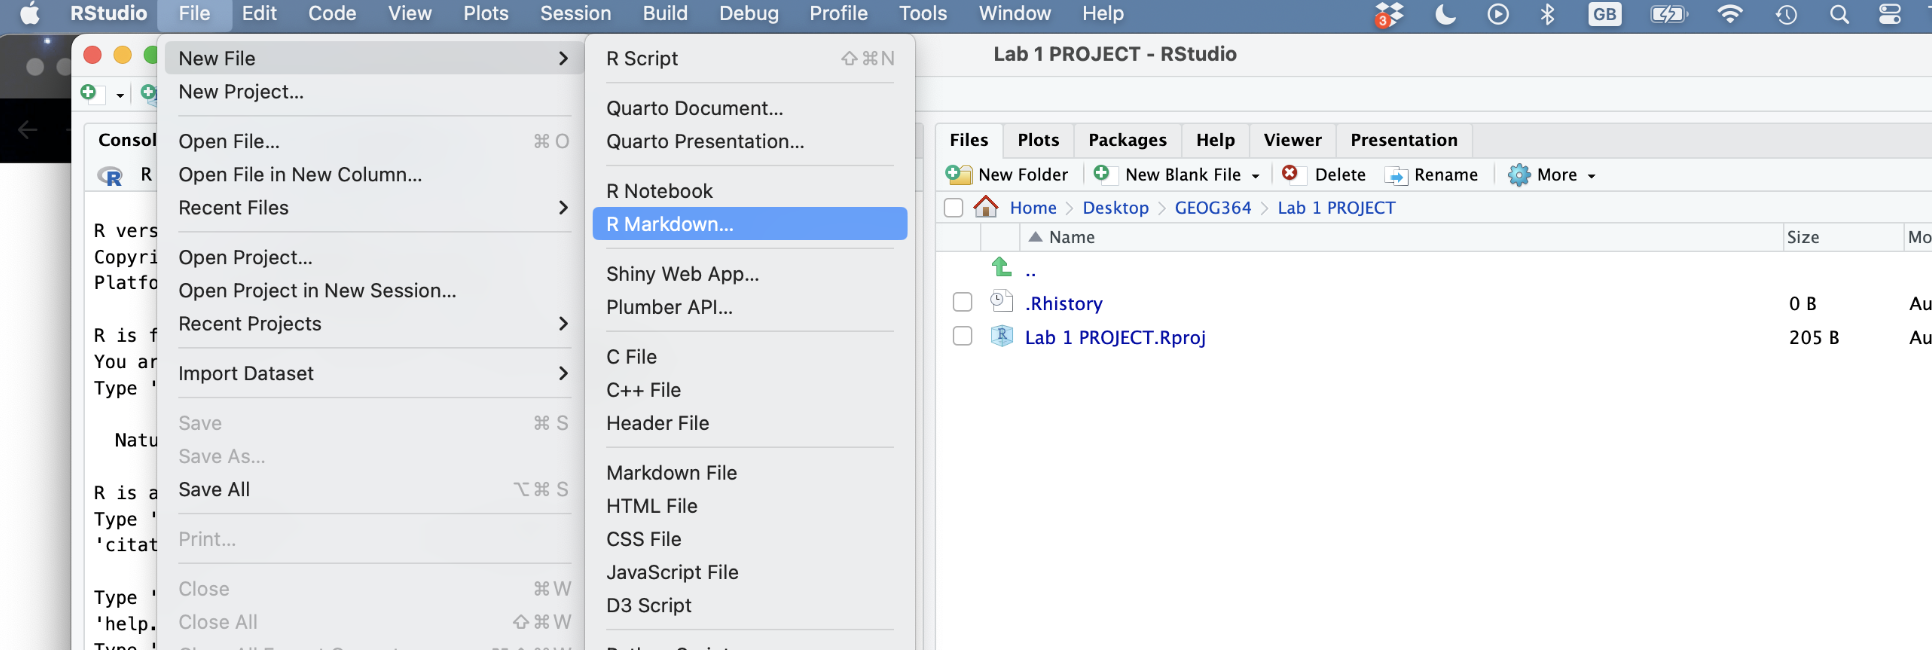 RStudio File Edit Code View Plots Session Build Debug Profile Tools Window Help 3 GB
Lab 1 PROJECT - RStudio
New File
New Project...
Open File... ⌘ O
Open File in New Column...
Recent Files
Open Project...
Open Project in New Session...
Recent Projects
Import Dataset
Save ⌘ S
Save As...
Save All ⌥⌘ S
Print...
Close ⌘W
Close All ⇧⌘W
R Script ⇧⌘N
Quarto Document...
Quarto Presentation...
R Notebook
R Markdown...
Shiny Web App...
Plumber API...
C File
C++ File
Header File
Markdown File
HTML File
CSS File
JavaScript File
D3 Script
Consol
R R
R vers
Copyri
Platfo
R is f
You ar
Type '
Natu
R is a
Type '
'citat
Type '
'help.
Type '
Files Plots Packages Help Viewer Presentation
New Folder New Blank File Delete Rename More
Home Desktop GEOG364 Lab 1 PROJECT
Name Size Mo
..
.Rhistory 0 B Au
R Lab 1 PROJECT.Rproj 205 B Au